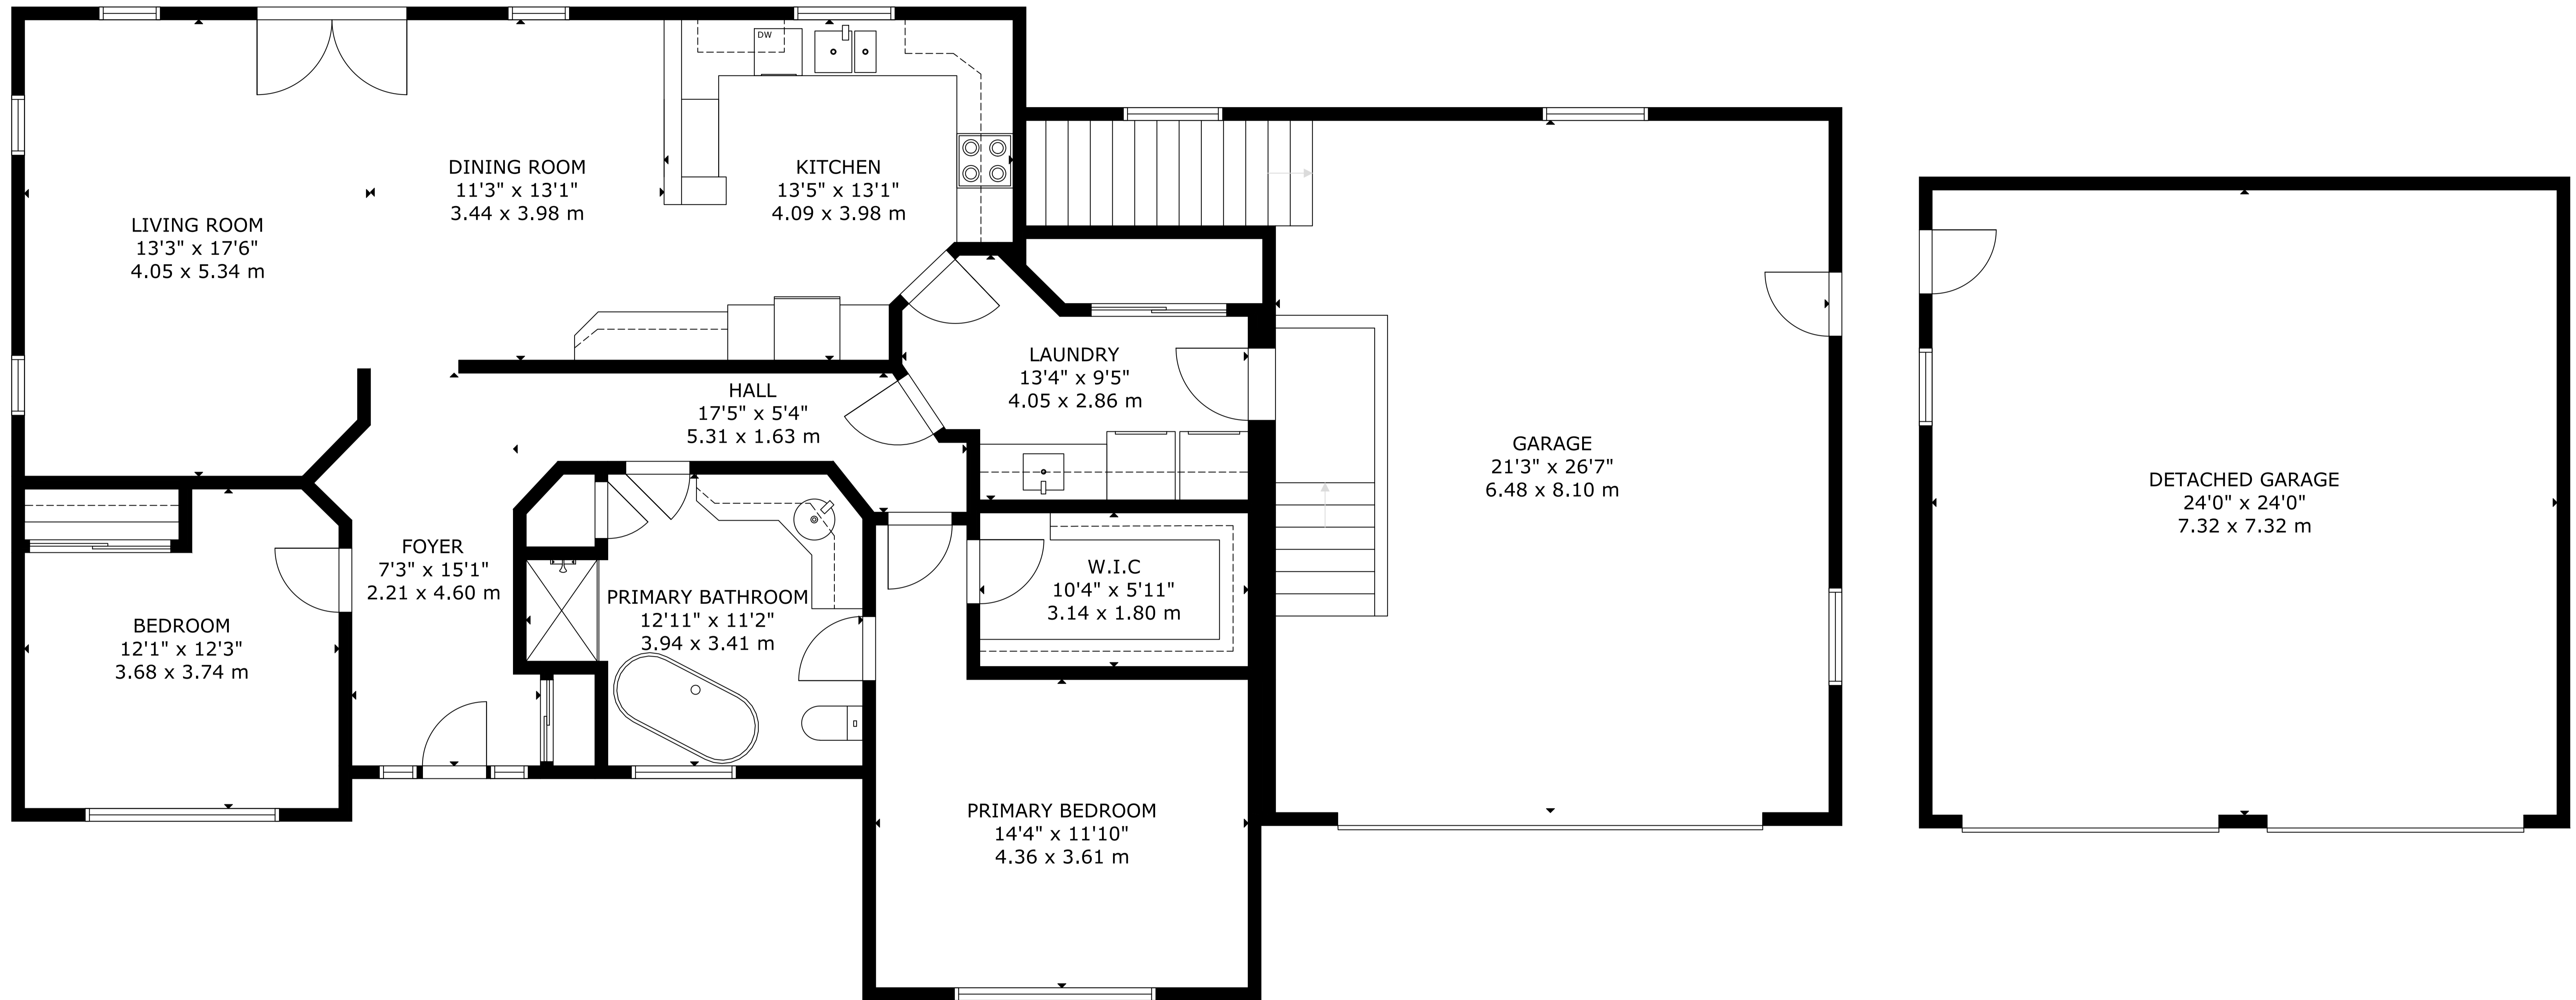 DW
DINING ROOM
11'3" x 13'1"
3.44 x 3.98 m
KITCHEN
13'5" x 13'1"
4.09 x 3.98 m
LIVING ROOM
13'3" x 17'6"
4.05 x 5.34 m
LAUNDRY
13'4" x 9'5"
4.05 x 2.86 m
HALL
17'5" x 5'4"
5.31 x 1.63 m
GARAGE
21'3" x 26'7"
6.48 x 8.10 m
DETACHED GARAGE
24'0" x 24'0"
7.32 x 7.32 m
FOYER
7'3" x 15'1"
2.21 x 4.60 m
W.I.C
10'4" x 5'11"
3.14 x 1.80 m
PRIMARY BATHROOM
12'11" x 11'2"
3.94 x 3.41 m
BEDROOM
12'1" x 12'3"
3.68 x 3.74 m
PRIMARY BEDROOM
14'4" x 11'10"
4.36 x 3.61 m